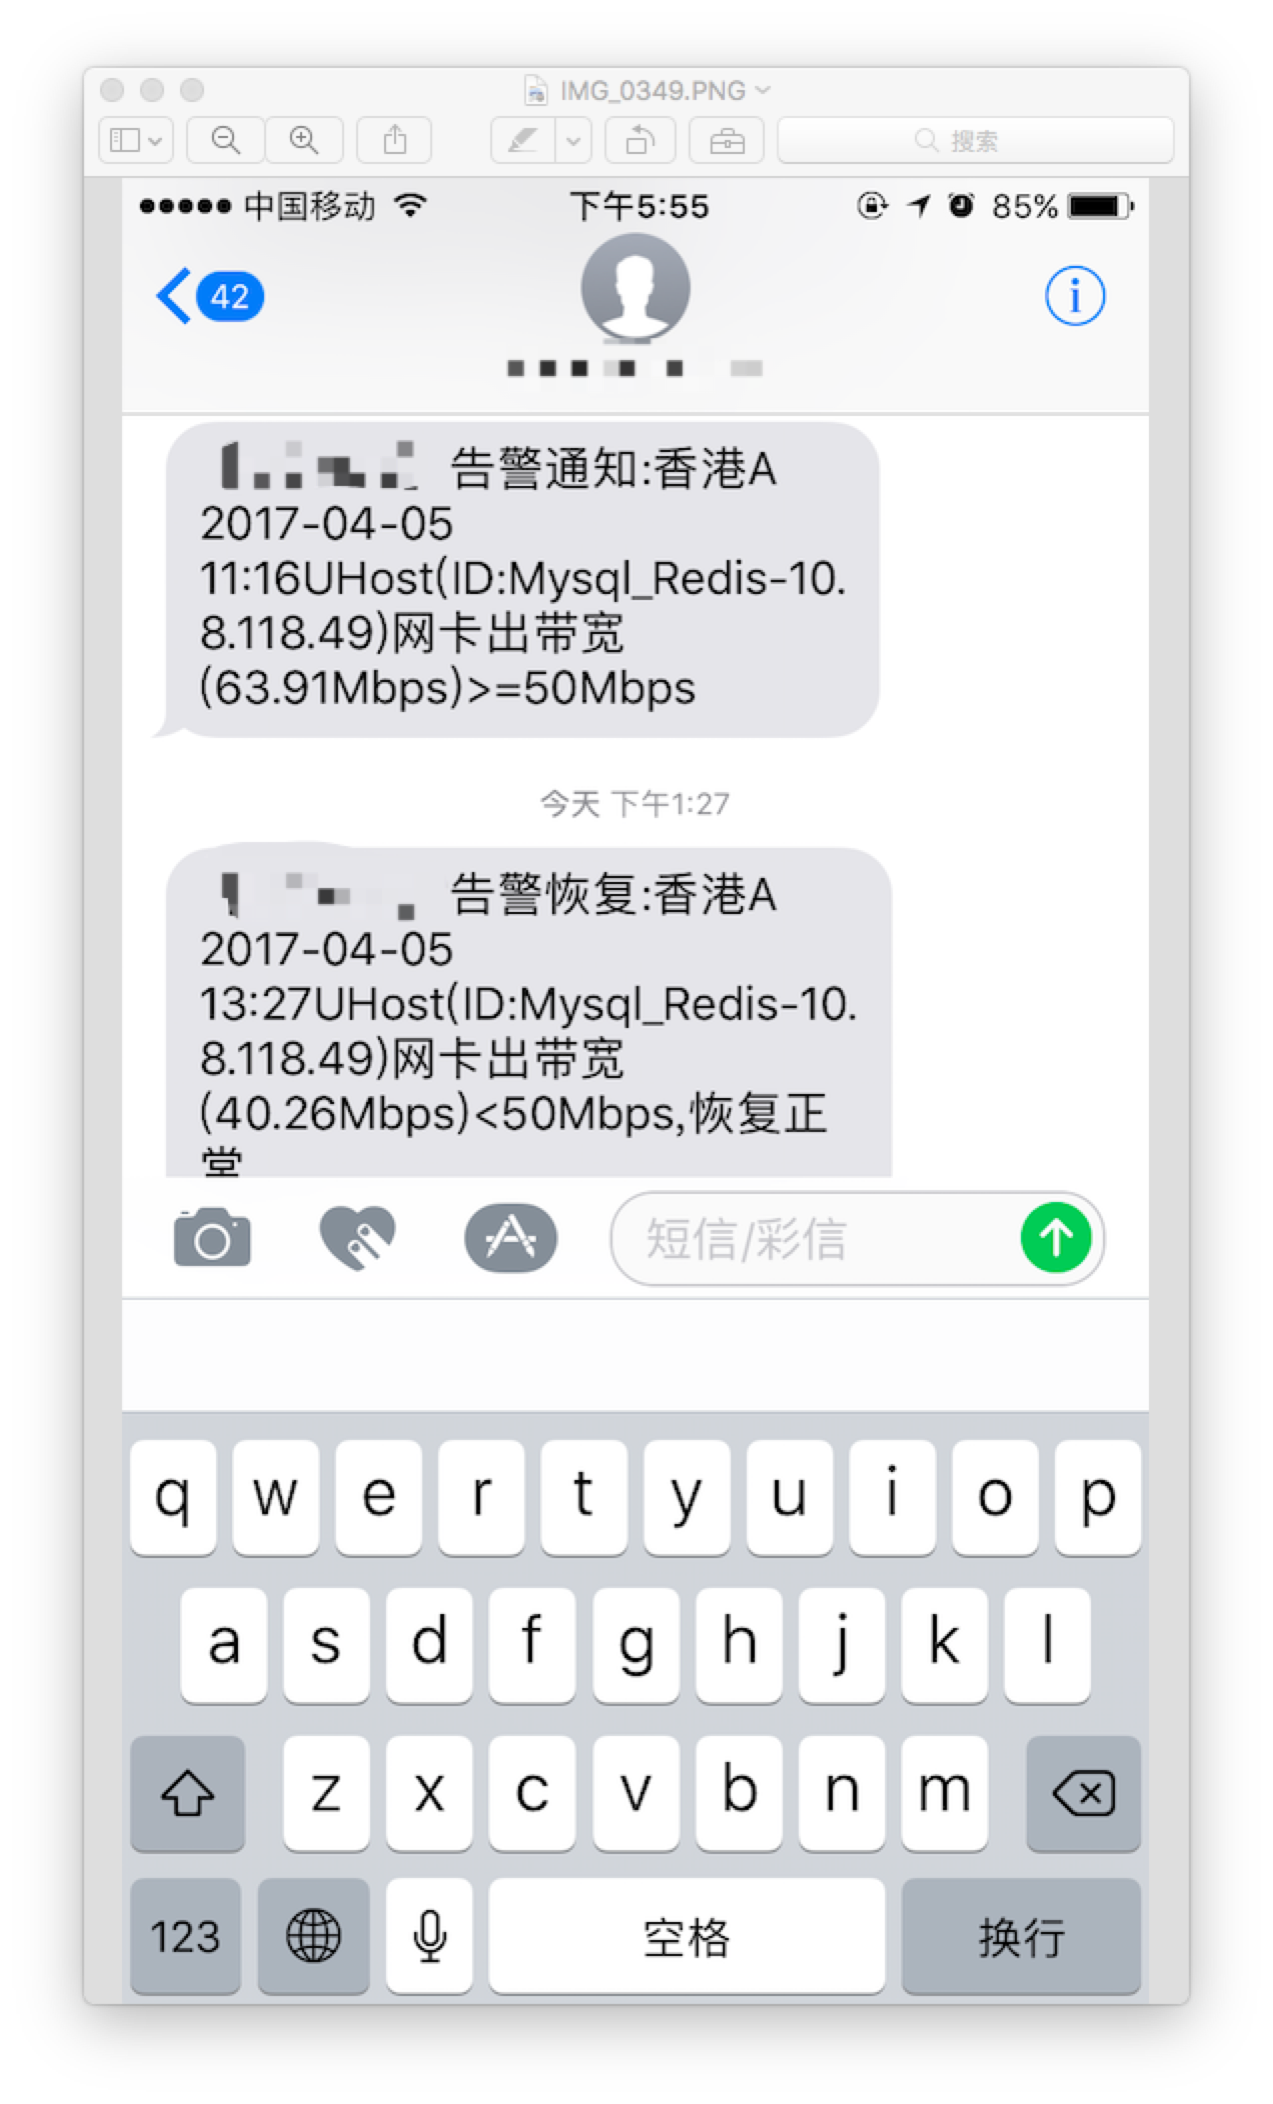 IMG_0349.PNG
搜索
中国移动
下午5:55
85%
42
告警通知:香港A
2017-04-05
11:16UHost(ID:Mysql_Redis-10.
8.118.49)网卡出带宽
(63.91Mbps)>=50Mbps
今天 下午1:27
告警恢复:香港A
2017-04-05
13:27UHost(ID:Mysql_Redis-10.
8.118.49)网卡出带宽
(40.26Mbps)<50Mbps,恢复正
常
短信/彩信
q w e r t y u i o p
a s d f g h j k l
z x c v b n m
123 空格 换行